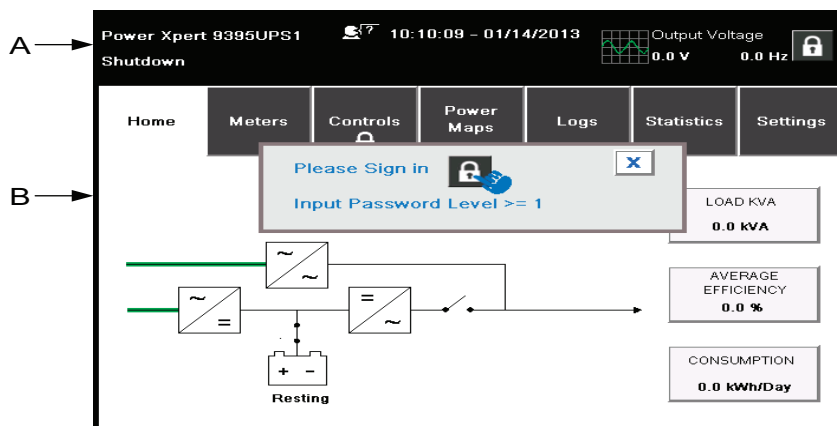 A
Power Xpert 9395UPS1
Shutdown
? 10:10:09 - 01/14/2013
Output Voltage
0.0 V 0.0 Hz
B
Home
Meters
Controls
Power
Maps
Logs
Statistics
Settings
Please Sign in
X
Input Password Level >= 1
LOAD KVA
0.0 kVA
AVERAGE
EFFICIENCY
0.0 %
CONSUMPTION
0.0 kWh/Day
~
~
~
=
=
~
+ -
Resting